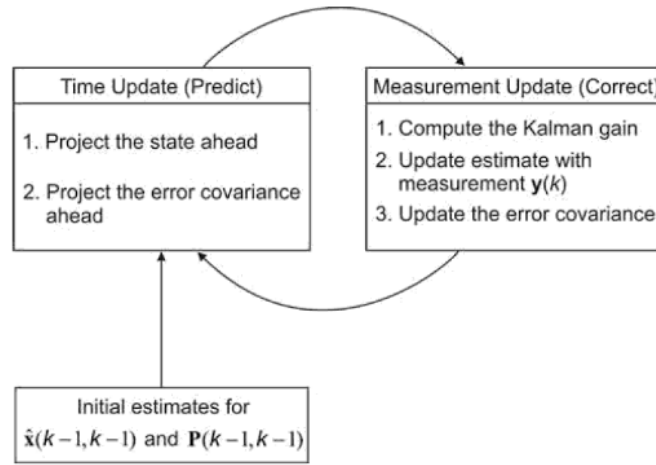 Time Update (Predict)
1. Project the state ahead
2. Project the error covariance
ahead
Measurement Update (Correct)
1. Compute the Kalman gain
2. Update estimate with
measurement y(k)
3. Update the error covariance
Initial estimates for
x̂(k−1,k−1) and P(k−1,k−1)